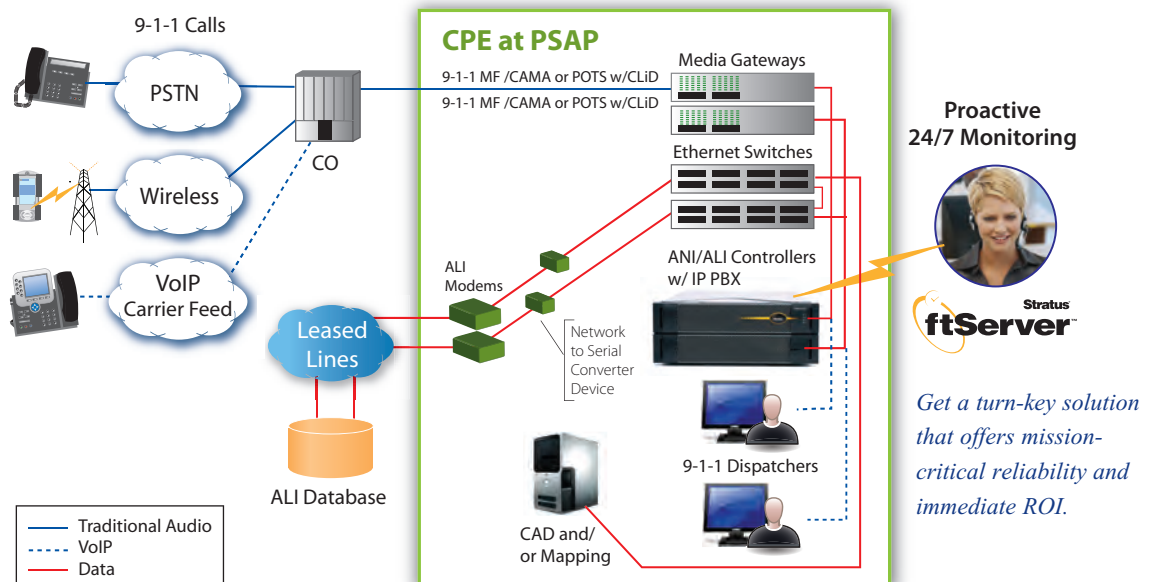 9-1-1 Calls
PSTN
Wireless
VoIP
Carrier Feed
CO
Leased
Lines
ALI Database
Traditional Audio
VoIP
Data
CPE at PSAP
9-1-1 MF /CAMA or POTS w/CLiD
9-1-1 MF /CAMA or POTS w/CLiD
Media Gateways
Ethernet Switches
ALI
Modems
Network
to Serial
Converter
Device
ANI/ALI Controllers
w/ IP PBX
9-1-1 Dispatchers
CAD and/
or Mapping
Proactive
24/7 Monitoring
Stratus
ftServer™
Get a turn-key solution
that offers mission-
critical reliability and
immediate ROI.